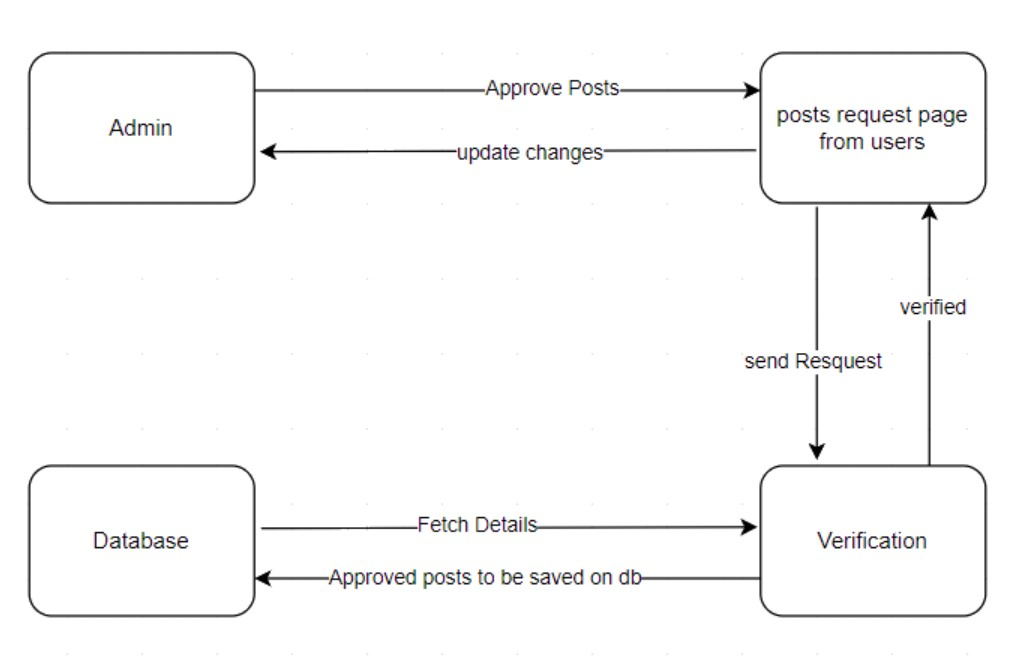 Admin
Approve Posts
update changes
posts request page
from users
verified
send Resquest
Database
Fetch Details
Approved posts to be saved on db
Verification